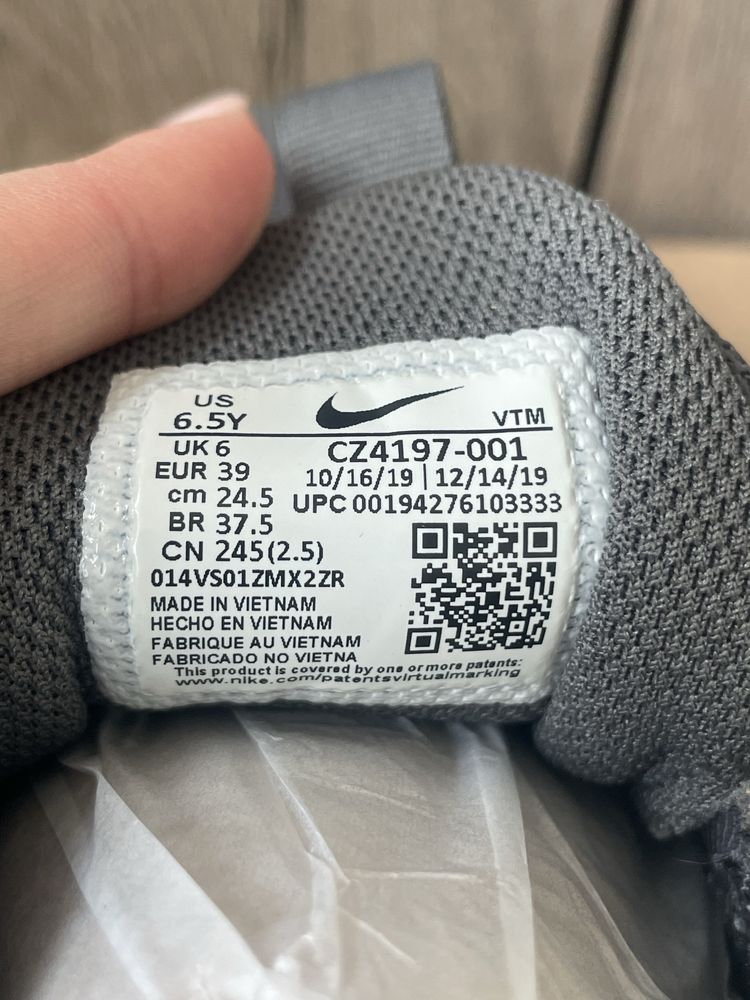 US
6.5Y
VTM
UK 6
CZ4197-001
EUR 39
10/16/19 | 12/14/19
cm 24.5
UPC 00194276103333
BR 37.5
CN 245(2.5)
014VS01ZMX2ZR
MADE IN VIETNAM
HECHO EN VIETNAM
FABRIQUE AU VIETNAM
FABRICADO NO VIETNA
This product is covered by one or more patents:
www.nike.com/patentsvirtualmarking